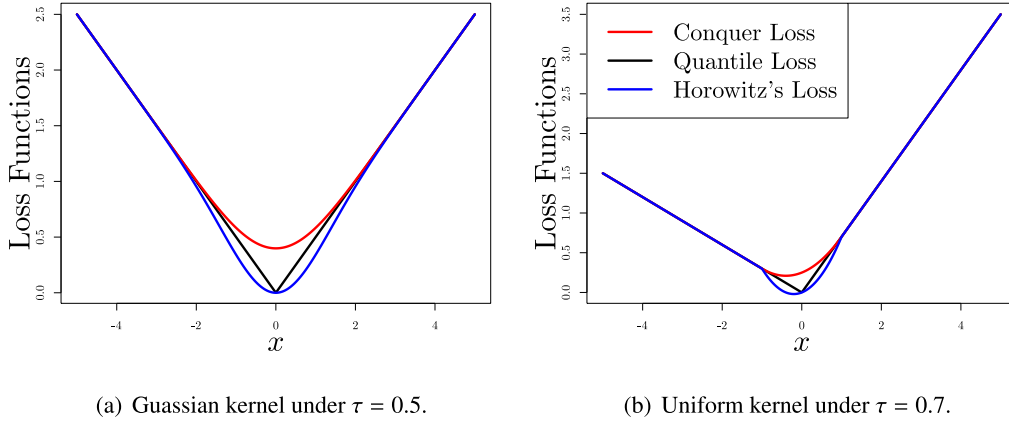 Loss Functions
0.0
0.5
1.0
1.5
2.0
2.5
-4
-2
0
2
4
x
(a) Guassian kernel under τ = 0.5.
Loss Functions
0.0
0.5
1.0
1.5
2.0
2.5
3.0
3.5
Conquer Loss
Quantile Loss
Horowitz's Loss
-4
-2
0
2
4
x
(b) Uniform kernel under τ = 0.7.